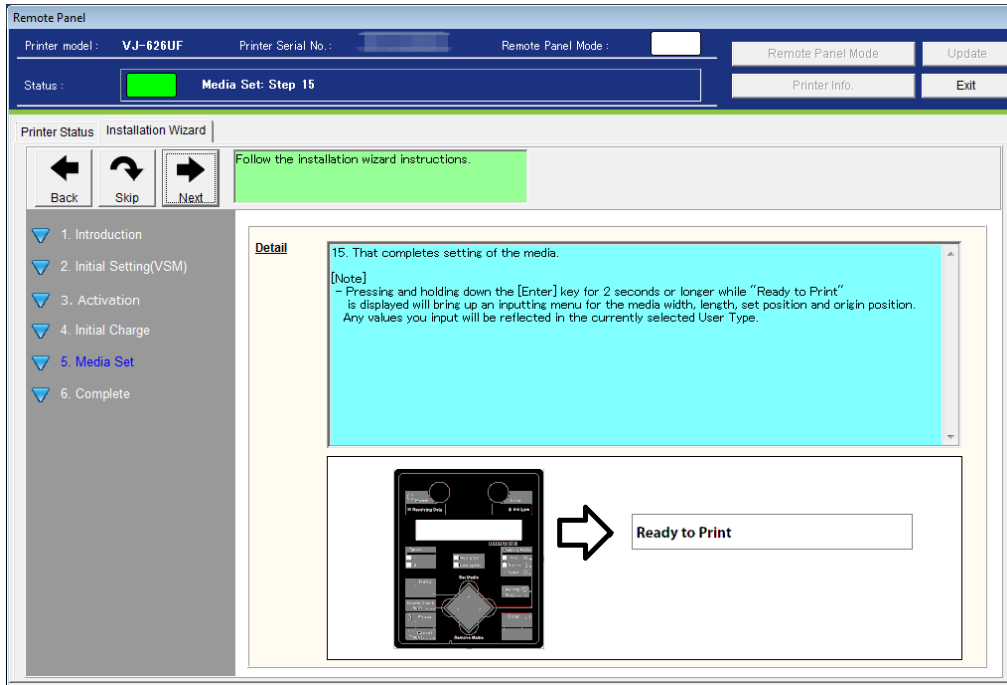 Remote Panel
Printer model : VJ-626UF Printer Serial No. : Remote Panel Mode :
Remote Panel Mode Update
Status : Media Set: Step 15
Printer Info. Exit
Printer Status Installation Wizard
Back Skip Next
Follow the installation wizard instructions.
1. Introduction
2. Initial Setting(VSM)
3. Activation
4. Initial Charge
5. Media Set
6. Complete
Detail
15. That completes setting of the media.
[Note]
- Pressing and holding down the [Enter] key for 2 seconds or longer while "Ready to Print"
is displayed will bring up an inputting menu for the media width, length, set position and origin position.
Any values you input will be reflected in the currently selected User Type.
Receiving Data
Set Media
Remove Media
Ready to Print